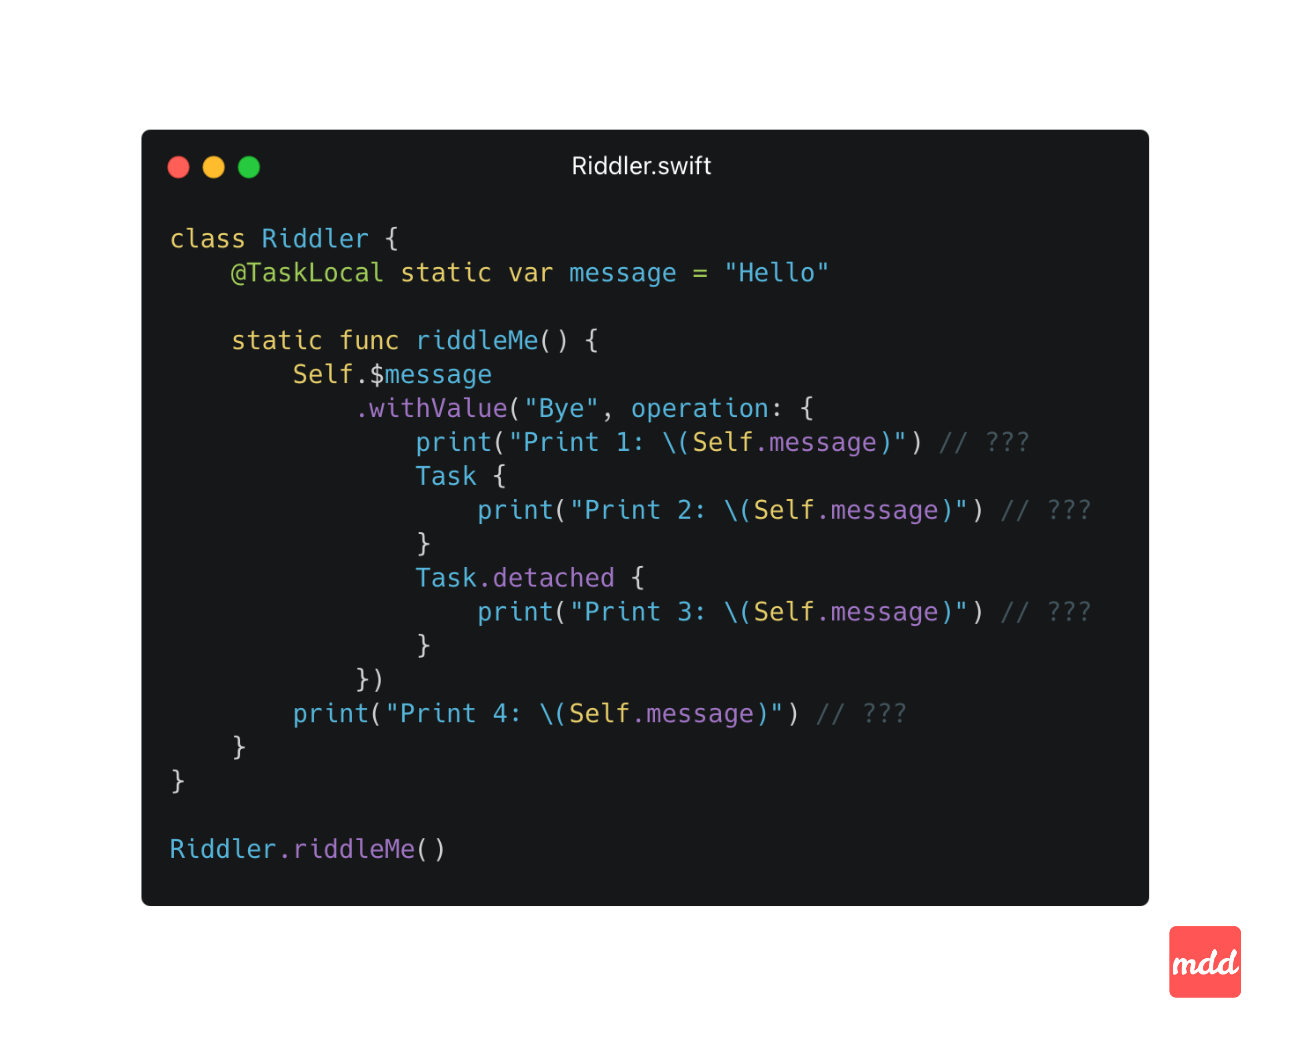 Riddler.swift
class Riddler {
    @TaskLocal static var message = "Hello"

    static func riddleMe() {
        Self.$message
            .withValue("Bye", operation: {
                print("Print 1: \(Self.message)") // ???
                Task {
                    print("Print 2: \(Self.message)") // ???
                }
                Task.detached {
                    print("Print 3: \(Self.message)") // ???
                }
            })
        print("Print 4: \(Self.message)") // ???
    }
}

Riddler.riddleMe()
mdd